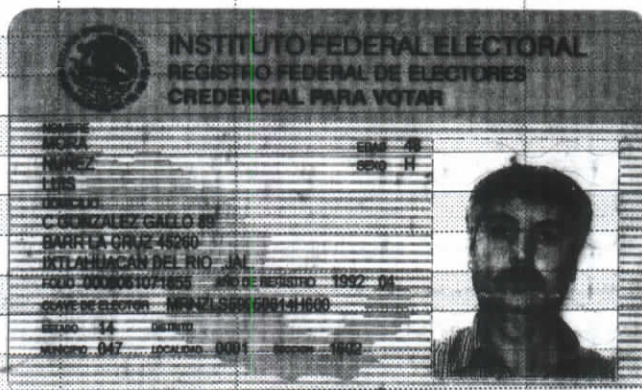 INSTITUTO FEDERAL ELECTORAL
REGISTRO FEDERAL DE ELECTORES
CREDENCIAL PARA VOTAR
NOMBRE
MORA
NUÑEZ
LUIS
EDAD
SEXO H
DOMICILIO
C GONZALEZ GALLO
BARR LA CRUZ 45260
IXTLAHUACAN DEL RIO JAL
FOLIO AÑO DE REGISTRO 1992 04
CLAVE DE ELECTOR
ESTADO 14 DISTRITO
MUNICIPIO 047 LOCALIDAD 0001 SECCION